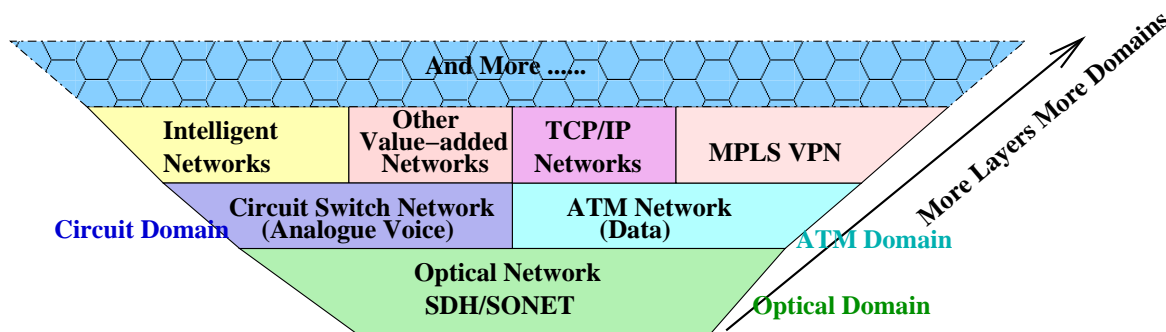 And More ......
More Layers More Domains
Intelligent
Networks
Other
Value−added
Networks
TCP/IP
Networks
MPLS VPN
Circuit Domain
Circuit Switch Network
(Analogue Voice)
ATM Network
(Data)
ATM Domain
Optical Network
SDH/SONET
Optical Domain